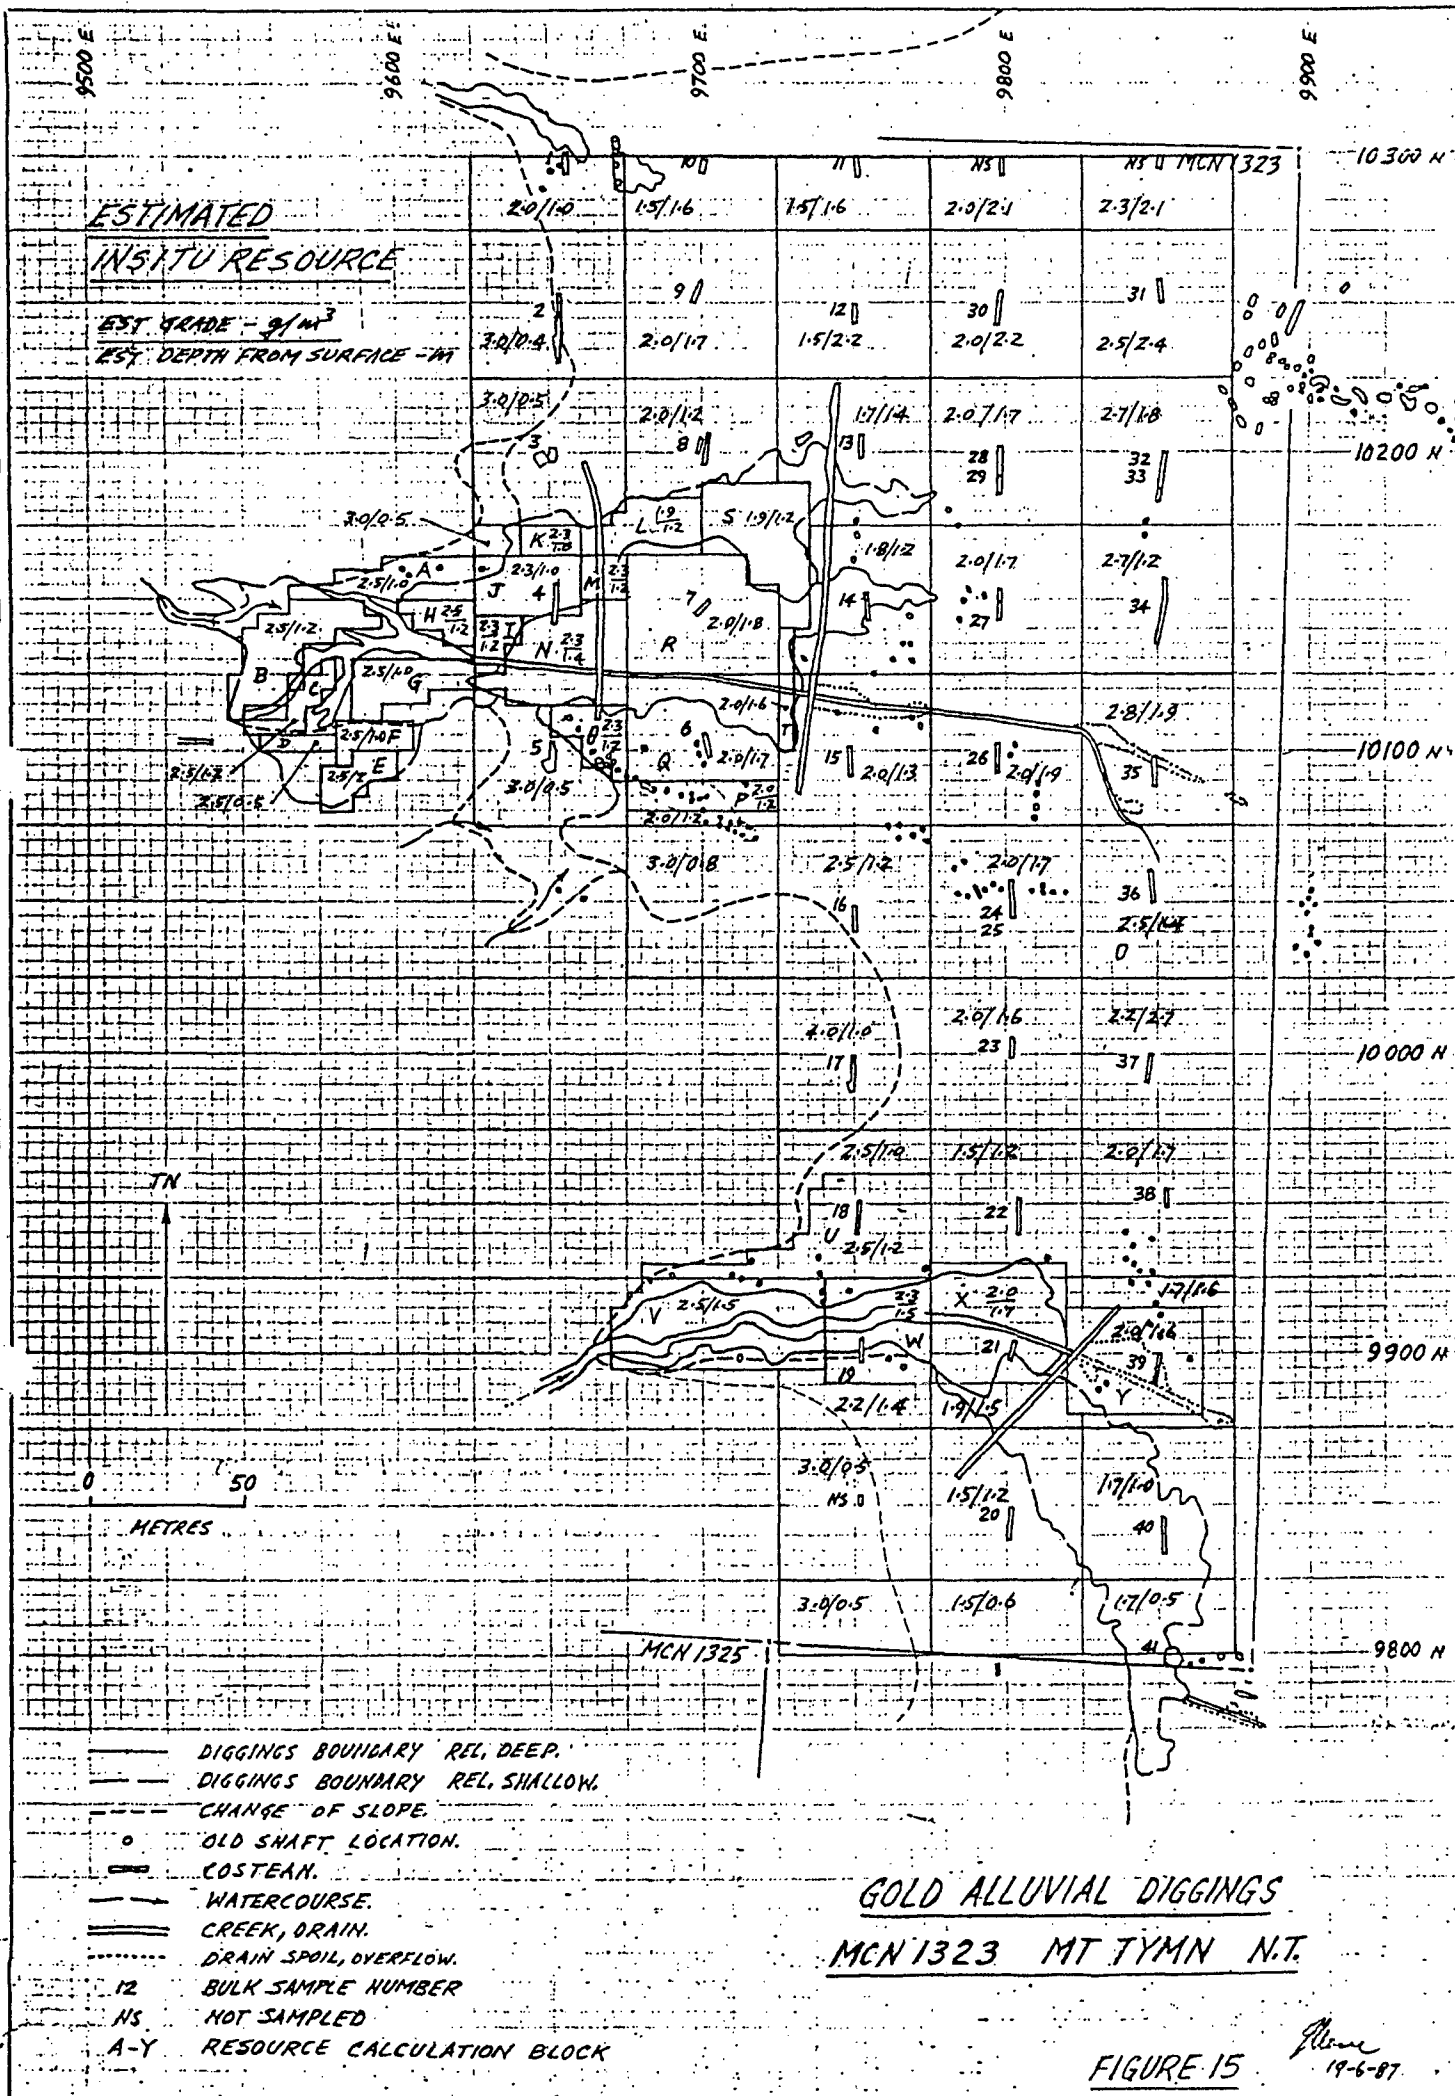 9500 E
9600 E
9700 E
9800 E
9900 E
10300 N
1 10 11 NS NS MCN 1323
ESTIMATED
INSITU RESOURCE
2.0/1.0 1.5/1.6 1.5/1.6 2.0/2.1 2.3/2.1
EST GRADE - g/m³
EST DEPTH FROM SURFACE - M
2 9 12 30 31
3.0/0.4 2.0/1.7 1.5/2.2 2.0/2.2 2.5/2.4
3.0/0.5 2.0/1.2 1.7/1.4 2.0/1.7 2.7/1.8
3 8 13 28 32
29 33
10200 N
3.0/0.5 K 2.3/1.0 L 1.9/1.2 S 1.9/1.2 1.8/1.2 2.0/1.7 2.7/1.2
A 2.5/1.0 J 2.3/1.0 4 M 2.3/1.2 7 2.0/1.8 14 27 34
2.5/1.2 H 2.5/1.2 2.3/1.2 I N 2.3/1.4 R
B C 2.5/1.0 G 2.0/1.6 T 2.8/1.9
D 2.5/1.0 F 5 O 2.3/1.7 6 Q 2.0/1.7 15 2.0/1.3 26 2.0/1.9 35
10100 N
2.5/1.2 E
2.5/0.5 3.0/0.5 P 2.0/1.2
2.0/1.2
3.0/0.8 2.5/1.2 2.0/1.7
16 24 36
25 2.5/1.4
2.0/1.0 2.0/1.6 2.2/2.7
17 23 37
10000 N
2.5/1.0 1.5/1.2 2.0/1.7
TN
18 22 38
U 2.5/1.2
V 2.5/1.5 2.3/1.5 X 2.0/1.7 1.7/1.6
W 2.0/1.6
19 21 39
9900 N
Y
2.2/1.4 1.9/1.5
3.0/0.5 1.5/1.2 1.7/1.0
0 50
METRES
NS 20 40
3.0/0.5 1.5/0.6 1.7/0.5
MCN 1325 41
9800 N
DIGGINGS BOUNDARY REL. DEEP.
DIGGINGS BOUNDARY REL. SHALLOW.
CHANGE OF SLOPE.
OLD SHAFT LOCATION.
COSTEAN.
WATERCOURSE.
CREEK, DRAIN.
DRAIN SPOIL, OVERFLOW.
12 BULK SAMPLE NUMBER
NS NOT SAMPLED
A-Y RESOURCE CALCULATION BLOCK
GOLD ALLUVIAL DIGGINGS
MCN 1323 MT TYMN N.T.
FIGURE 15
19-6-87